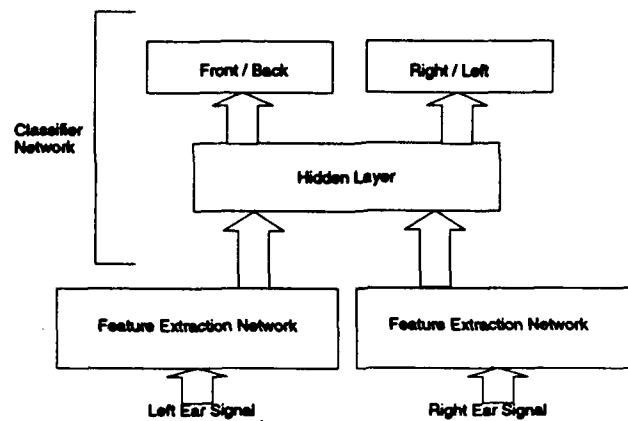 Front / Back
Right / Left
Classifier
Network
Hidden Layer
Feature Extraction Network
Feature Extraction Network
Left Ear Signal
Right Ear Signal